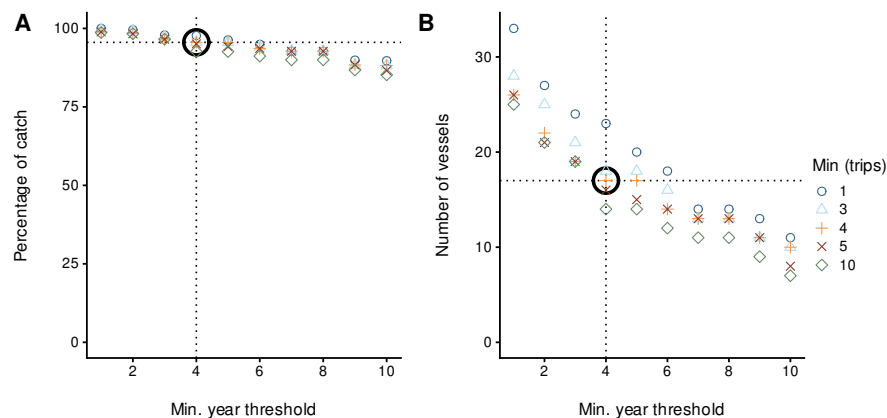 A
Percentage of catch
100
75
50
25
0
2 4 6 8 10
Min. year threshold
B
Number of vessels
30
20
10
0
2 4 6 8 10
Min. year threshold
Min (trips)
1
3
4
5
10